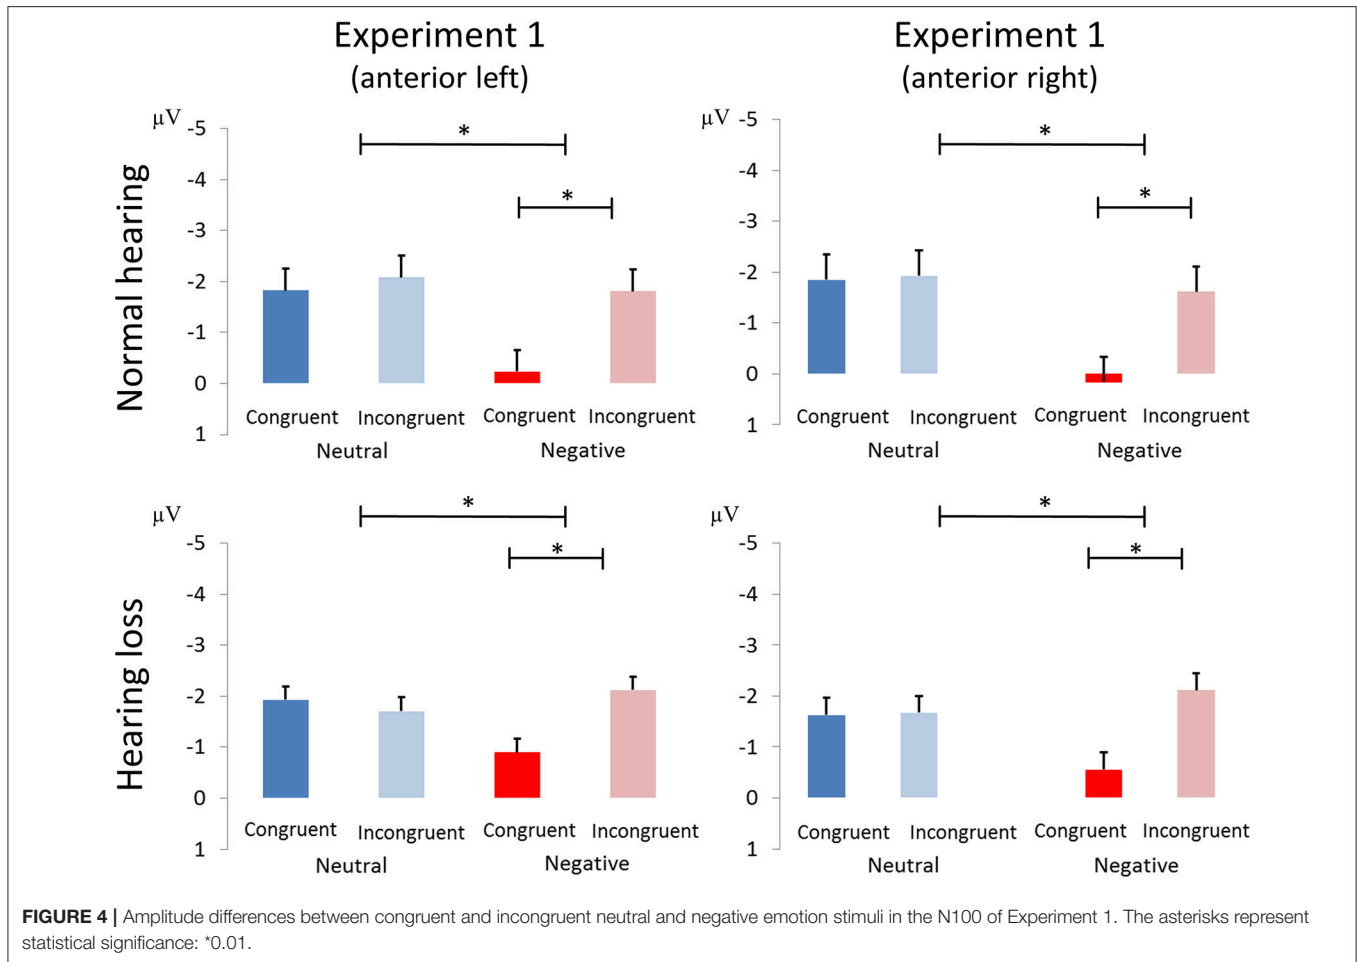 Experiment 1
(anterior left)
Experiment 1
(anterior right)
Normal hearing
µV
-5
-4
-3
-2
-1
0
1
*
*
Congruent Incongruent Congruent Incongruent
Neutral Negative
µV
-5
-4
-3
-2
-1
0
1
*
*
Congruent Incongruent Congruent Incongruent
Neutral Negative
Hearing loss
µV
-5
-4
-3
-2
-1
0
1
*
*
Congruent Incongruent Congruent Incongruent
Neutral Negative
µV
-5
-4
-3
-2
-1
0
1
*
*
Congruent Incongruent Congruent Incongruent
Neutral Negative
FIGURE 4 | Amplitude differences between congruent and incongruent neutral and negative emotion stimuli in the N100 of Experiment 1. The asterisks represent
statistical significance: *0.01.